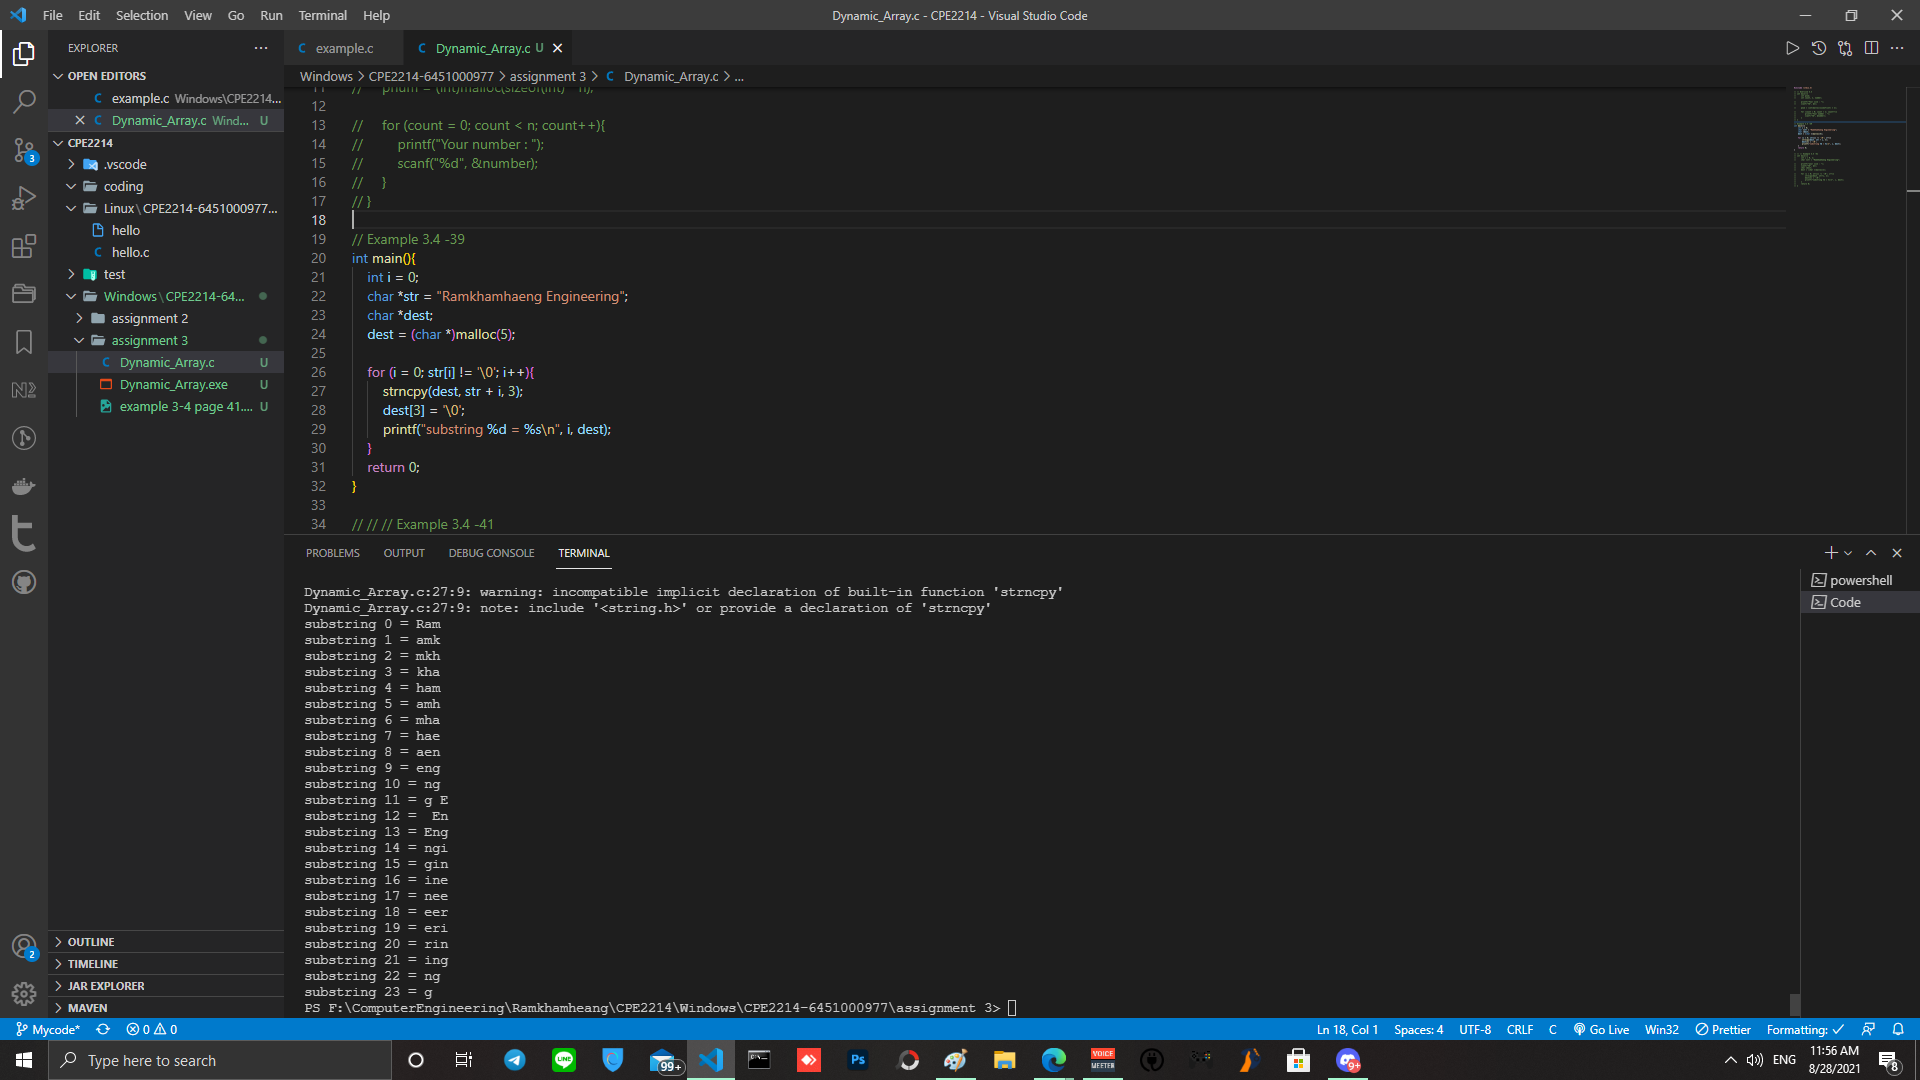 File Edit Selection View Go Run Terminal Help
Dynamic_Array.c - CPE2214 - Visual Studio Code
EXPLORER
OPEN EDITORS
example.c Windows\CPE2214...
Dynamic_Array.c Wind... U
CPE2214
.vscode
coding
Linux\CPE2214-6451000977...
hello
hello.c
test
Windows\CPE2214-64...
assignment 2
assignment 3
Dynamic_Array.c U
Dynamic_Array.exe U
example 3-4 page 41.... U
OUTLINE
TIMELINE
JAR EXPLORER
MAVEN
example.c
Dynamic_Array.c U
Windows > CPE2214-6451000977 > assignment 3 > C Dynamic_Array.c > ...
11 // pnum = (int)malloc(sizeof(int) * n);
12
13 // for (count = 0; count < n; count++){
14 // printf("Your number : ");
15 // scanf("%d", &number);
16 // }
17 // }
18
19 // Example 3.4 -39
20 int main(){
21 int i = 0;
22 char *str = "Ramkhamhaeng Engineering";
23 char *dest;
24 dest = (char *)malloc(5);
25
26 for (i = 0; str[i] != '\0'; i++){
27 strncpy(dest, str + i, 3);
28 dest[3] = '\0';
29 printf("substring %d = %s\n", i, dest);
30 }
31 return 0;
32 }
33
34 // // // Example 3.4 -41
PROBLEMS OUTPUT DEBUG CONSOLE TERMINAL
powershell
Code
Dynamic_Array.c:27:9: warning: incompatible implicit declaration of built-in function 'strncpy'
Dynamic_Array.c:27:9: note: include '<string.h>' or provide a declaration of 'strncpy'
substring 0 = Ram
substring 1 = amk
substring 2 = mkh
substring 3 = kha
substring 4 = ham
substring 5 = amh
substring 6 = mha
substring 7 = hae
substring 8 = aen
substring 9 = eng
substring 10 = ng
substring 11 = g E
substring 12 =  En
substring 13 = Eng
substring 14 = ngi
substring 15 = gin
substring 16 = ine
substring 17 = nee
substring 18 = eer
substring 19 = eri
substring 20 = rin
substring 21 = ing
substring 22 = ng
substring 23 = g
PS F:\ComputerEngineering\Ramkhamheang\CPE2214\Windows\CPE2214-6451000977\assignment 3>
3
2
Mycode* 0 0
Ln 18, Col 1 Spaces: 4 UTF-8 CRLF C Go Live Win32 Prettier Formatting:
Type here to search
LINE
99+
Ps
VOICE MEETER
9+
ENG
11:56 AM
8/28/2021
8